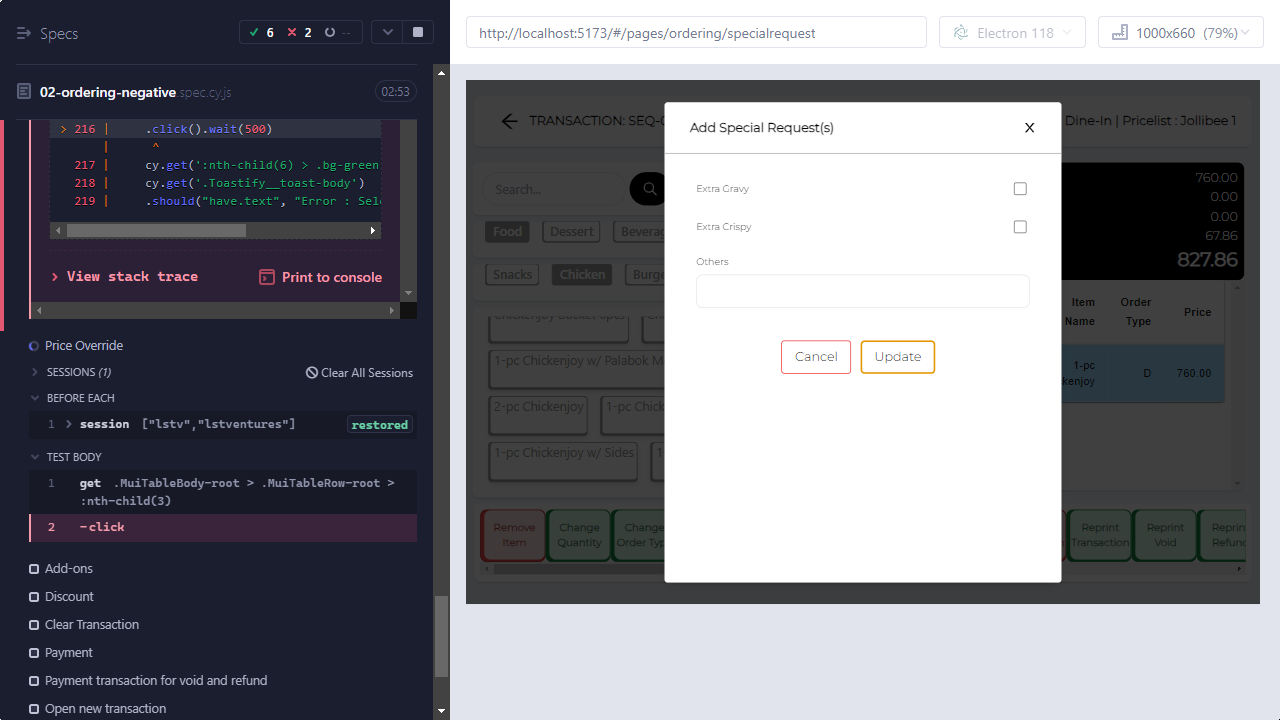 Specs
6
2
--
02-ordering-negative.spec.cy.js
02:53
> 216 | .click().wait(500)
| ^
217 | cy.get(':nth-child(6) > .bg-green
218 | cy.get('.Toastify__toast-body')
219 | .should("have.text", "Error : Sele
View stack trace
Print to console
Price Override
SESSIONS (1)
Clear All Sessions
BEFORE EACH
1 session ["lstv","lstventures"] restored
TEST BODY
1 get .MuiTableBody-root > .MuiTableRow-root >
:nth-child(3)
2 -click
Add-ons
Discount
Clear Transaction
Payment
Payment transaction for void and refund
Open new transaction
http://localhost:5173/#/pages/ordering/specialrequest
Electron 118
1000x660 (79%)
TRANSACTION: SEQ-0
Dine-In | Pricelist : Jollibee 1
Search...
760.00
0.00
0.00
67.86
827.86
Food
Dessert
Bevera
Snacks
Chicken
Burge
Item Name
Order Type
Price
1-pc
enjoy
D
760.00
Chickenjoy Bucket 6pcs
1-pc Chickenjoy w/ Palabok M
2-pc Chickenjoy
1-pc Chicke
1-pc Chickenjoy w/ Sides
1
Remove Item
Change Quantity
Change Order Typ
Reprint Transaction
Reprint Void
Reprin Refun
Add Special Request(s)
X
Extra Gravy
Extra Crispy
Others
Cancel
Update